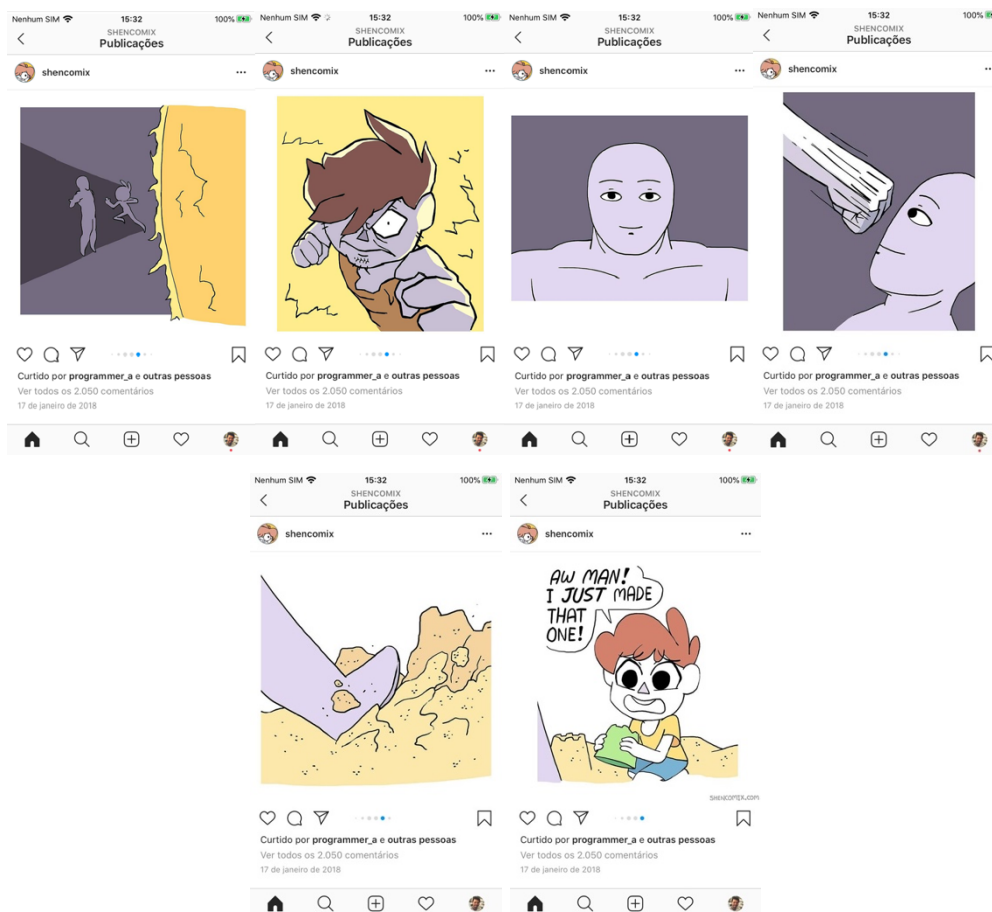 Nenhum SIM 15:32 100%
SHENCOMIX
Publicações
shencomix
Curtido por programmer_a e outras pessoas
Ver todos os 2.050 comentários
17 de janeiro de 2018
Nenhum SIM 15:32 100%
SHENCOMIX
Publicações
shencomix
Curtido por programmer_a e outras pessoas
Ver todos os 2.050 comentários
17 de janeiro de 2018
Nenhum SIM 15:32 100%
SHENCOMIX
Publicações
shencomix
Curtido por programmer_a e outras pessoas
Ver todos os 2.050 comentários
17 de janeiro de 2018
Nenhum SIM 15:32 100%
SHENCOMIX
Publicações
shencomix
Curtido por programmer_a e outras pessoas
Ver todos os 2.050 comentários
17 de janeiro de 2018
Nenhum SIM 15:32 100%
SHENCOMIX
Publicações
shencomix
Curtido por programmer_a e outras pessoas
Ver todos os 2.050 comentários
17 de janeiro de 2018
Nenhum SIM 15:32 100%
SHENCOMIX
Publicações
shencomix
AW MAN!
I JUST MADE
THAT
ONE!
SHENCOMIX.COM
Curtido por programmer_a e outras pessoas
Ver todos os 2.050 comentários
17 de janeiro de 2018